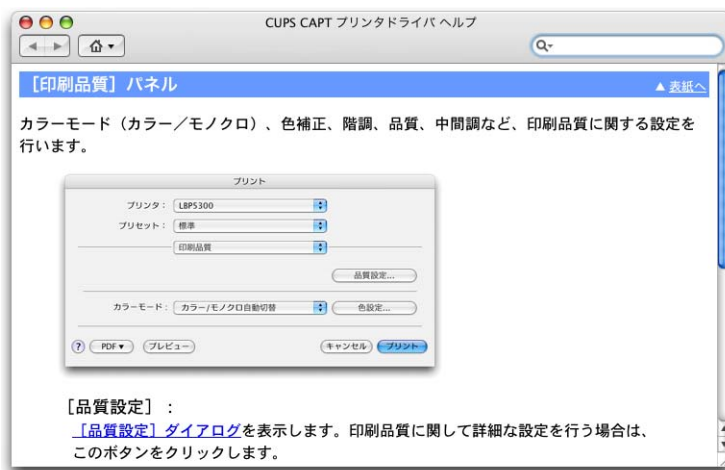 CUPS CAPT プリンタドライバ ヘルプ
［印刷品質］パネル
▲ 表紙へ
カラーモード（カラー／モノクロ）、色補正、階調、品質、中間調など、印刷品質に関する設定を
行います。
プリント
プリンタ： LBP5300
プリセット： 標準
印刷品質
品質設定...
カラーモード： カラー/モノクロ自動切替
色設定...
? PDF▼ プレビュー キャンセル プリント
［品質設定］：
［品質設定］ダイアログを表示します。印刷品質に関して詳細な設定を行う場合は、
このボタンをクリックします。